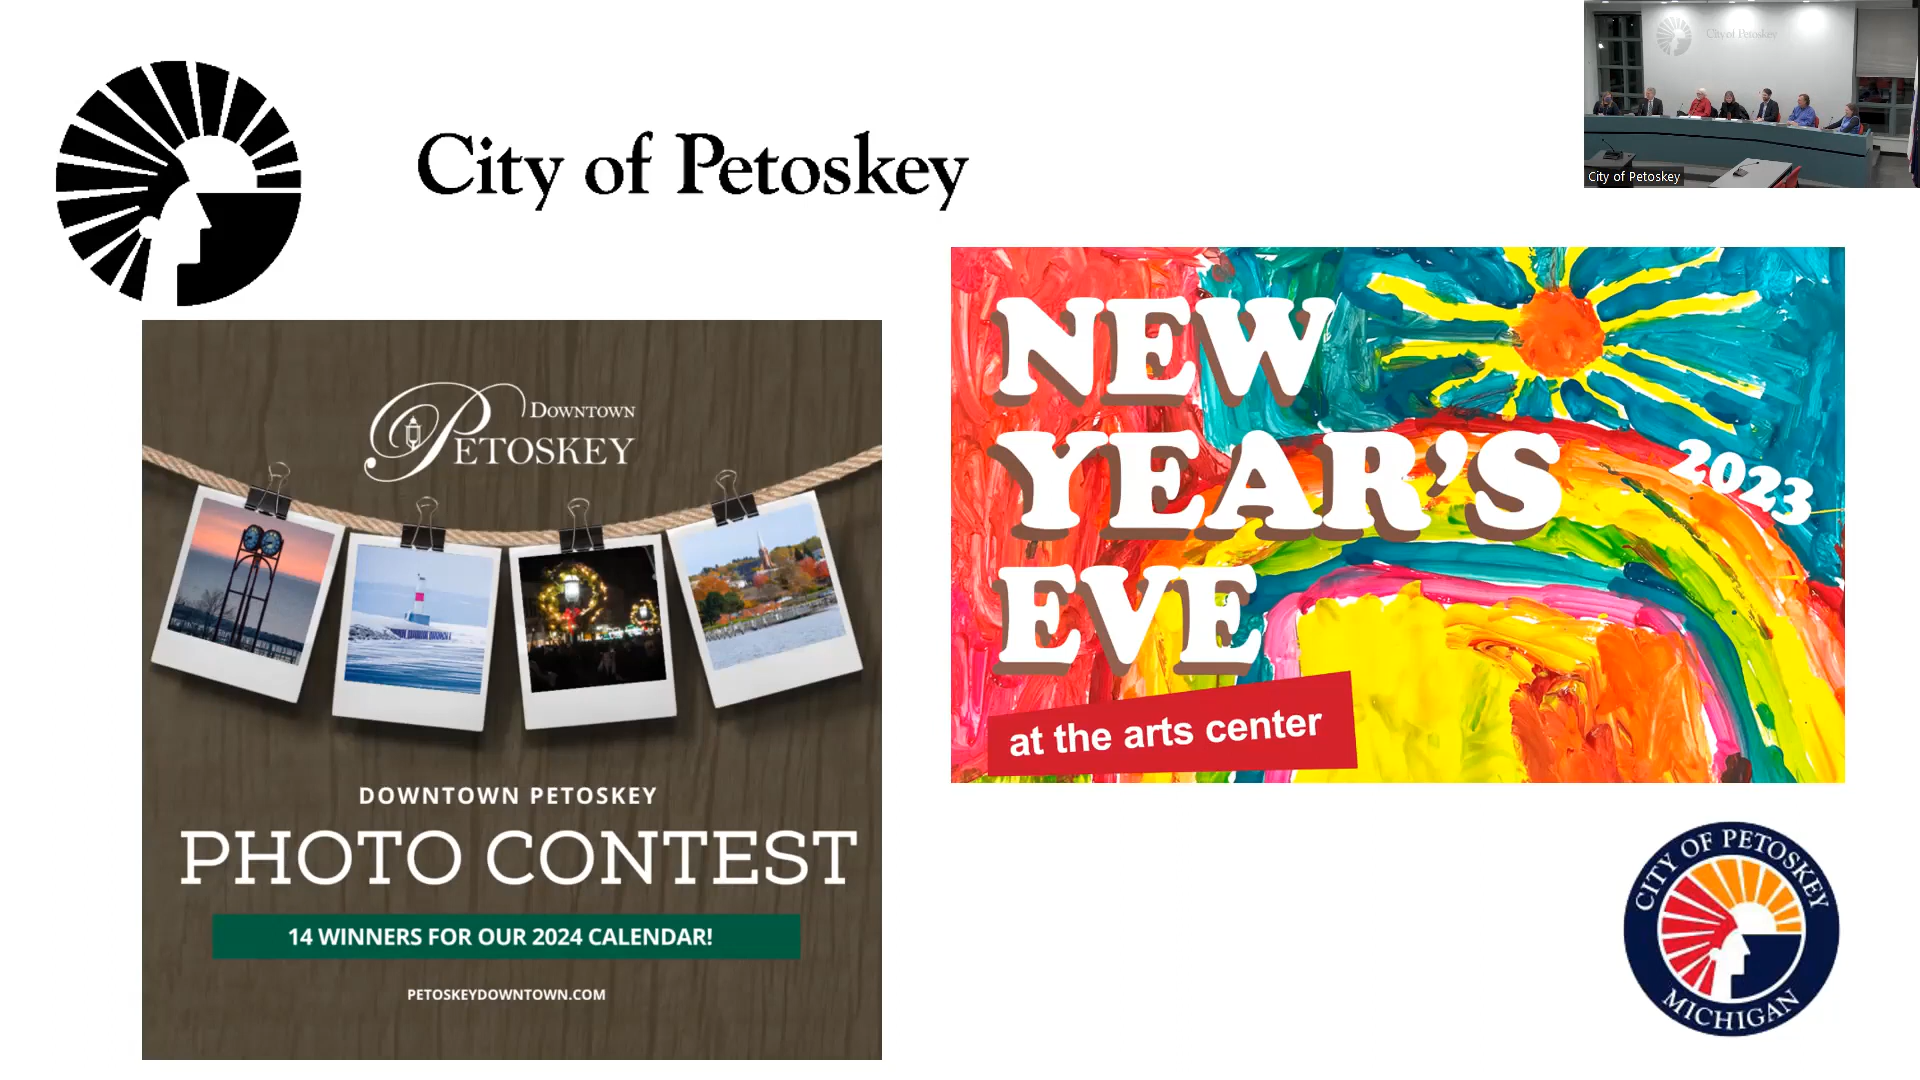 City of Petoskey
City of Petoskey
City of Petoskey
DOWNTOWN
PETOSKEY
DOWNTOWN PETOSKEY
PHOTO CONTEST
14 WINNERS FOR OUR 2024 CALENDAR!
PETOSKEYDOWNTOWN.COM
NEW
YEAR'S
EVE
2023
at the arts center
CITY OF PETOSKEY
MICHIGAN